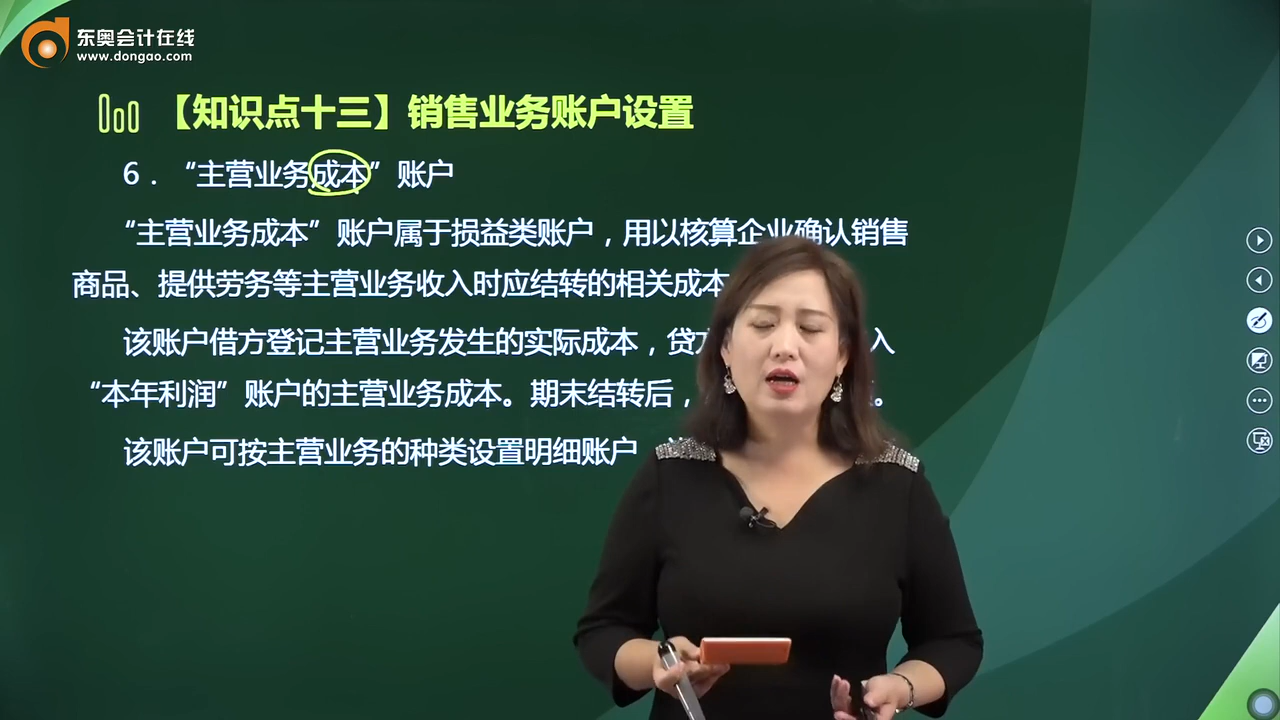 东奥会计在线
www.dongao.com
【知识点十三】销售业务账户设置
6．“主营业务成本”账户
“主营业务成本”账户属于损益类账户，用以核算企业确认销售
商品、提供劳务等主营业务收入时应结转的相关成本
该账户借方登记主营业务发生的实际成本，贷方 入
“本年利润”账户的主营业务成本。期末结转后， 。
该账户可按主营业务的种类设置明细账户